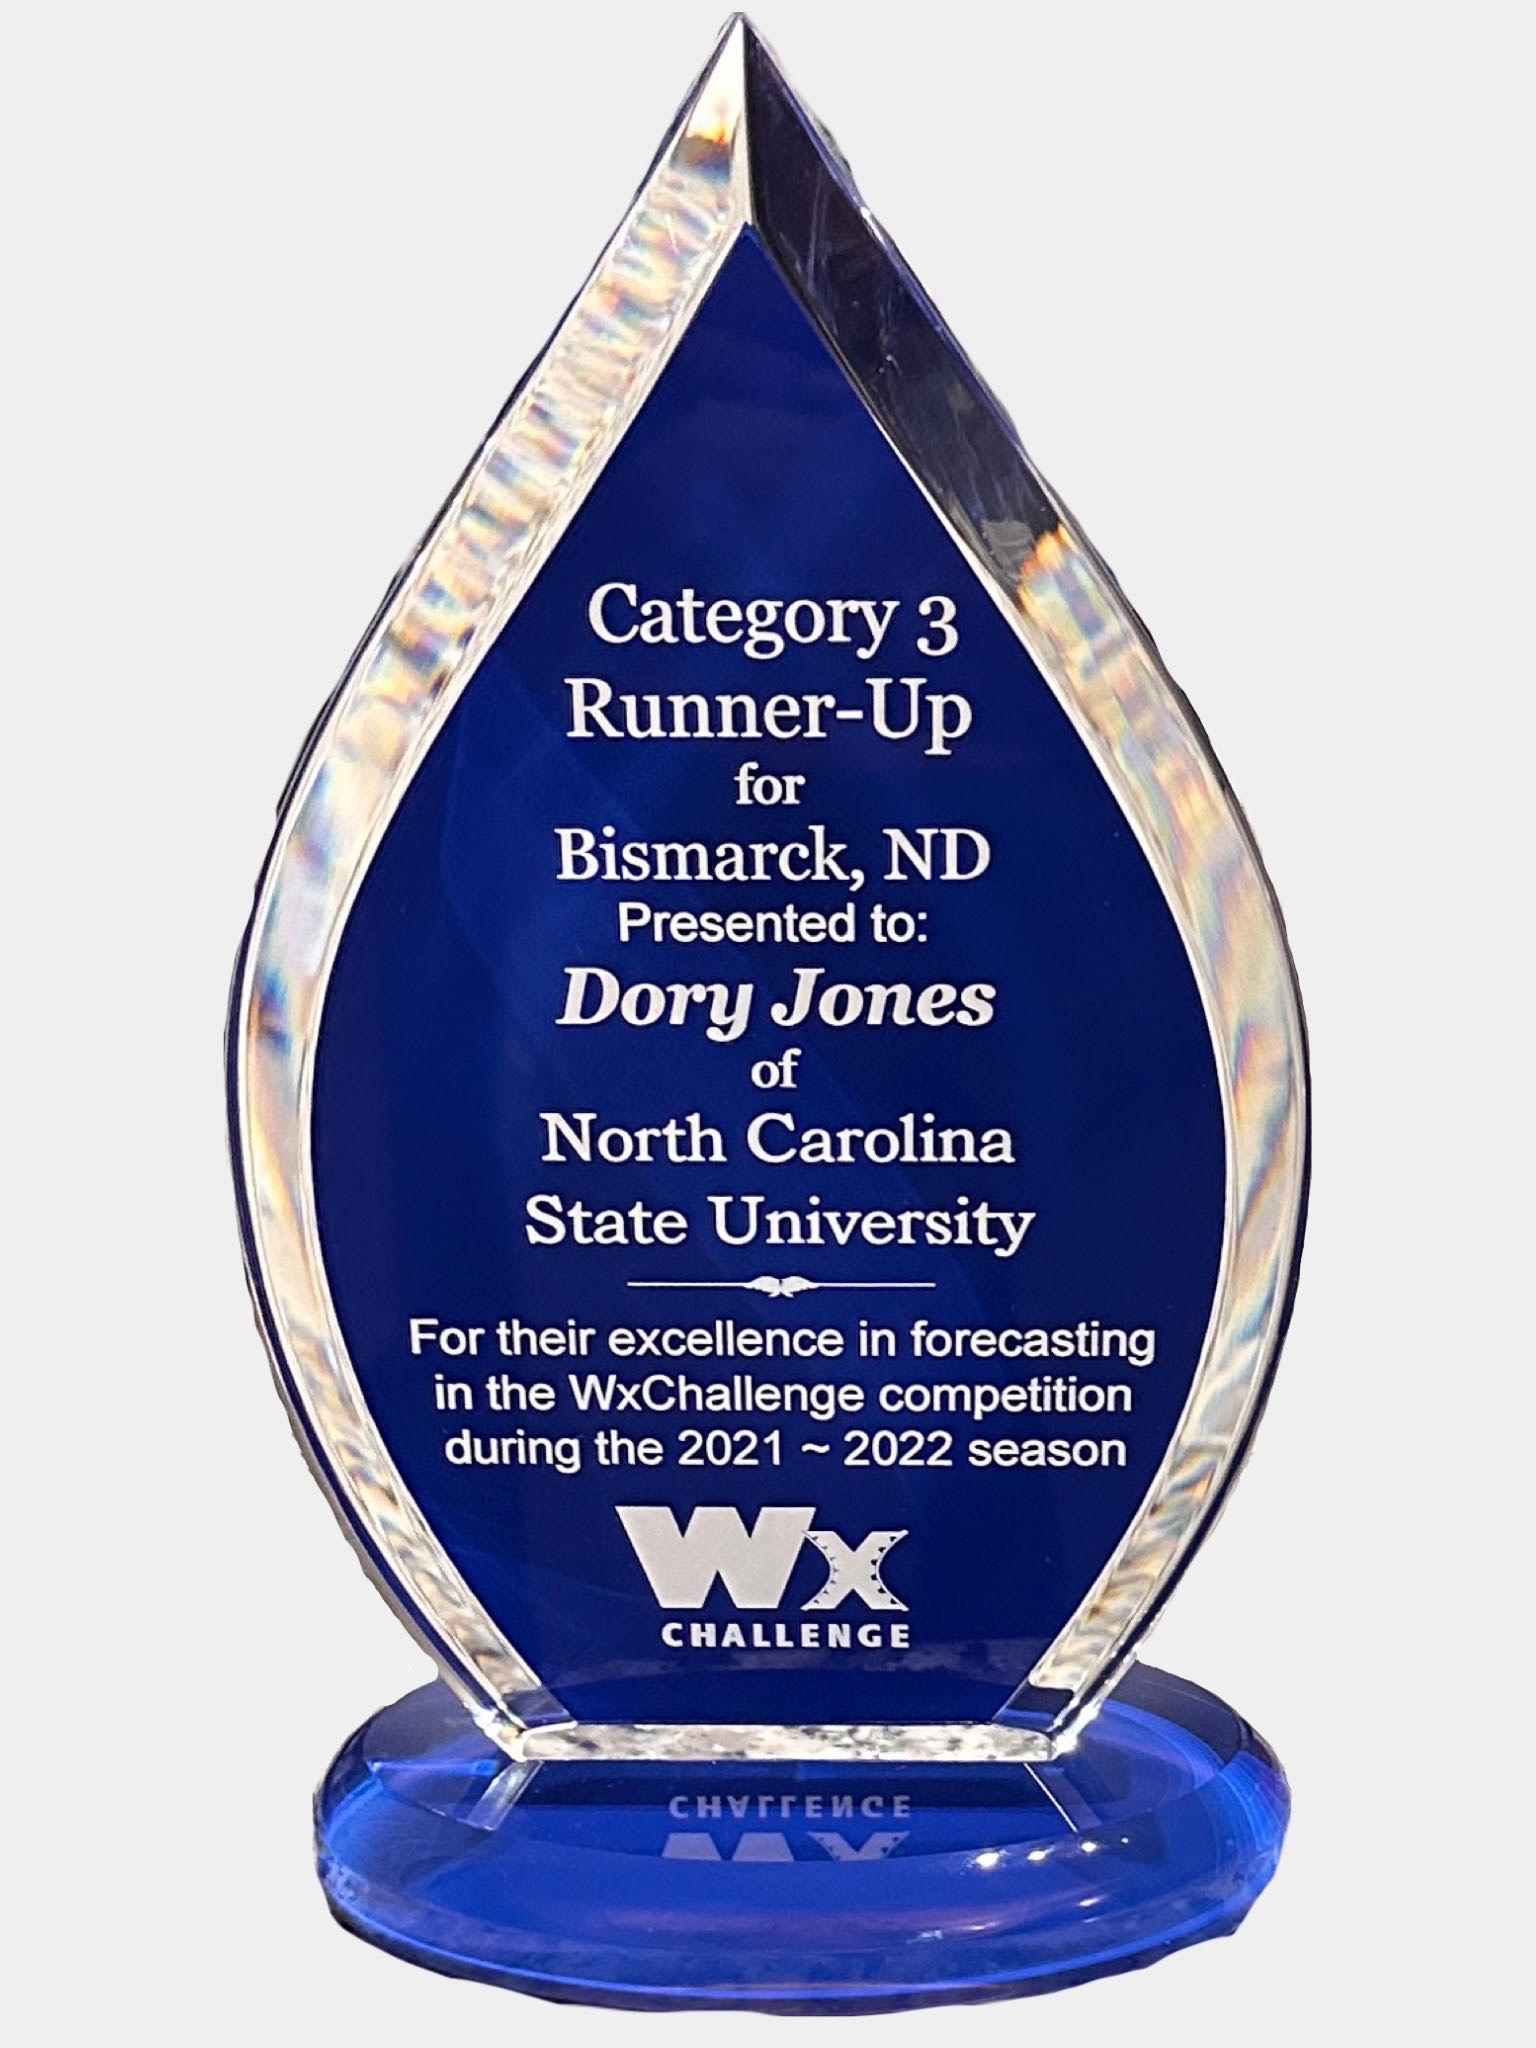 Category 3
Runner-Up
for
Bismarck, ND
Presented to:
Dory Jones
of
North Carolina
State University
For their excellence in forecasting
in the WxChallenge competition
during the 2021 ~ 2022 season
Wx
CHALLENGE